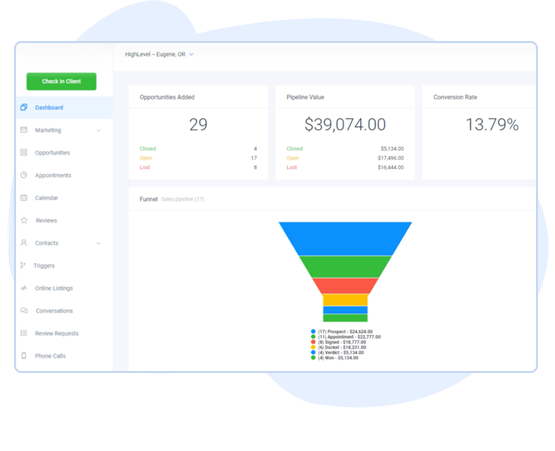 HighLevel – Eugene, OR
Check In Client
Dashboard
Marketing
Opportunities
Appointments
Calendar
Reviews
Contacts
Triggers
Online Listings
Conversations
Review Requests
Phone Calls
Opportunities Added
29
Closed 4
Open 17
Lost 8
Pipeline Value
$39,074.00
Closed $5,134.00
Open $17,496.00
Lost $16,444.00
Conversion Rate
13.79%
Funnel Sales pipeline (17)
(17) Prospect - $24,624.00
(11) Appointment - $22,777.00
(8) Signed - $18,777.00
(6) Docket - $18,231.00
(4) Verdict - $5,134.00
(4) Won - $5,134.00